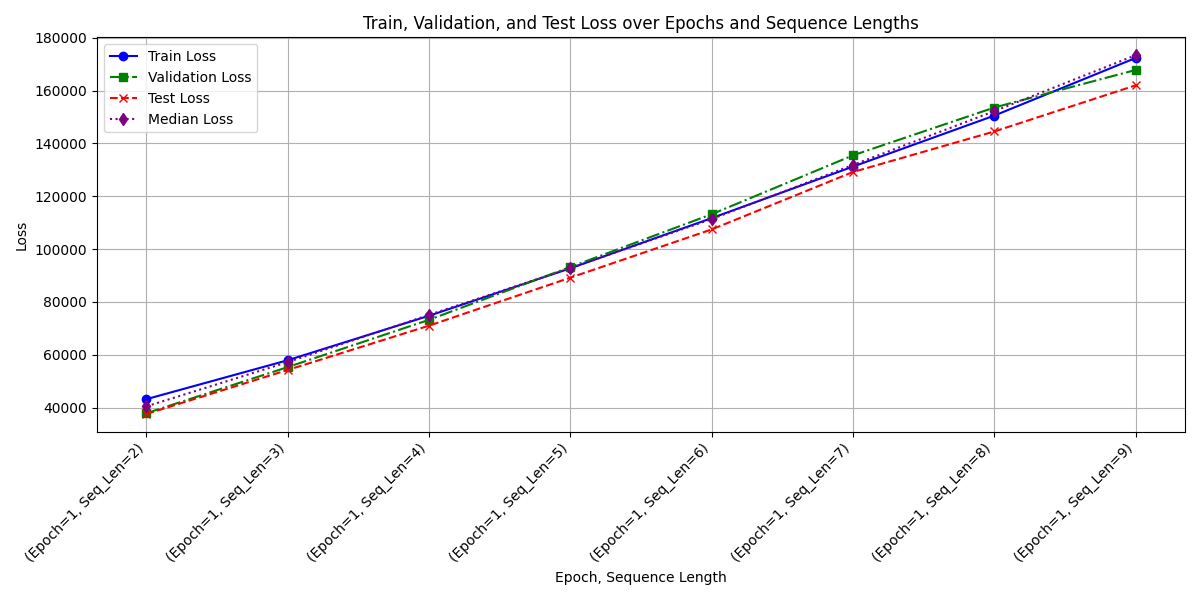 Train, Validation, and Test Loss over Epochs and Sequence Lengths
Train Loss
Validation Loss
Test Loss
Median Loss
Loss
180000
160000
140000
120000
100000
80000
60000
40000
(Epoch=1, Seq_Len=2)
(Epoch=1, Seq_Len=3)
(Epoch=1, Seq_Len=4)
(Epoch=1, Seq_Len=5)
(Epoch=1, Seq_Len=6)
(Epoch=1, Seq_Len=7)
(Epoch=1, Seq_Len=8)
(Epoch=1, Seq_Len=9)
Epoch, Sequence Length